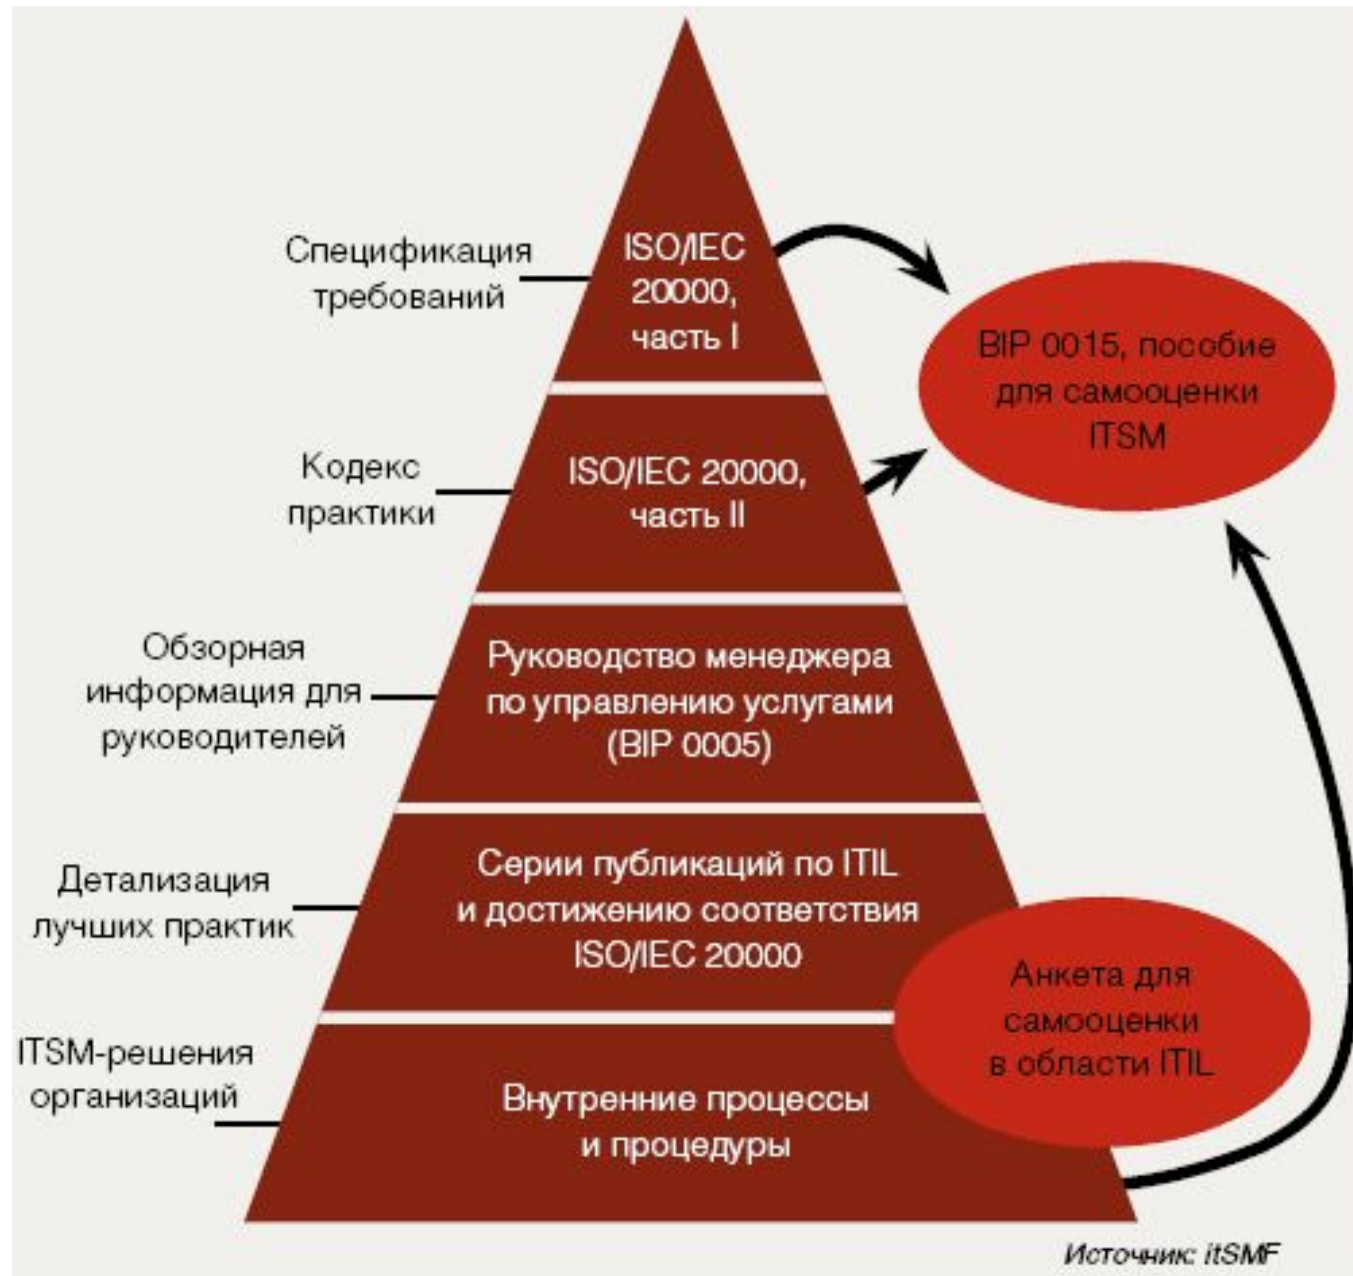 Спецификация
требований
ISO/IEC
20000,
часть I
BIP 0015, пособие
для самооценки
ITSM
Кодекс
практики
ISO/IEC 20000,
часть II
Обзорная
информация для
руководителей
Руководство менеджера
по управлению услугами
(BIP 0005)
Детализация
лучших практик
Серии публикаций по ITIL
и достижению соответствия
ISO/IEC 20000
Анкета для
самооценки
в области ITIL
ITSM-решения
организаций
Внутренние процессы
и процедуры
Источник: itSMF